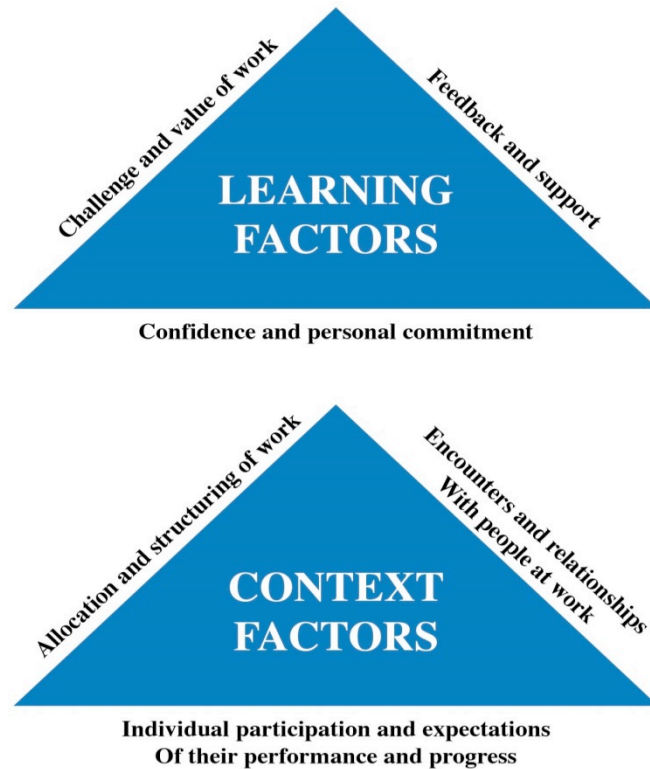 Challenge and value of work
Feedback and support
LEARNING
FACTORS
Confidence and personal commitment
Allocation and structuring of work
Encounters and relationships
With people at work
CONTEXT
FACTORS
Individual participation and expectations
Of their performance and progress